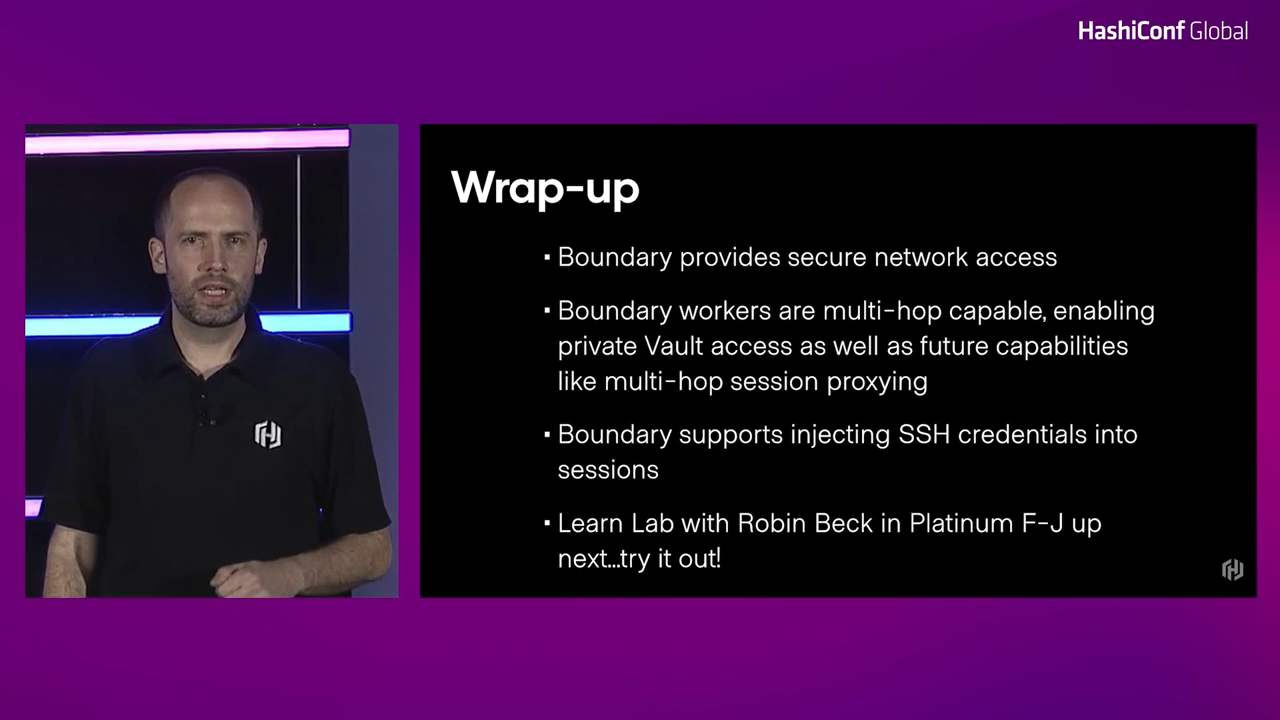 HashiConf Global
Wrap-up
▪ Boundary provides secure network access
▪ Boundary workers are multi-hop capable, enabling
private Vault access as well as future capabilities
like multi-hop session proxying
▪ Boundary supports injecting SSH credentials into
sessions
▪ Learn Lab with Robin Beck in Platinum F-J up
next...try it out!